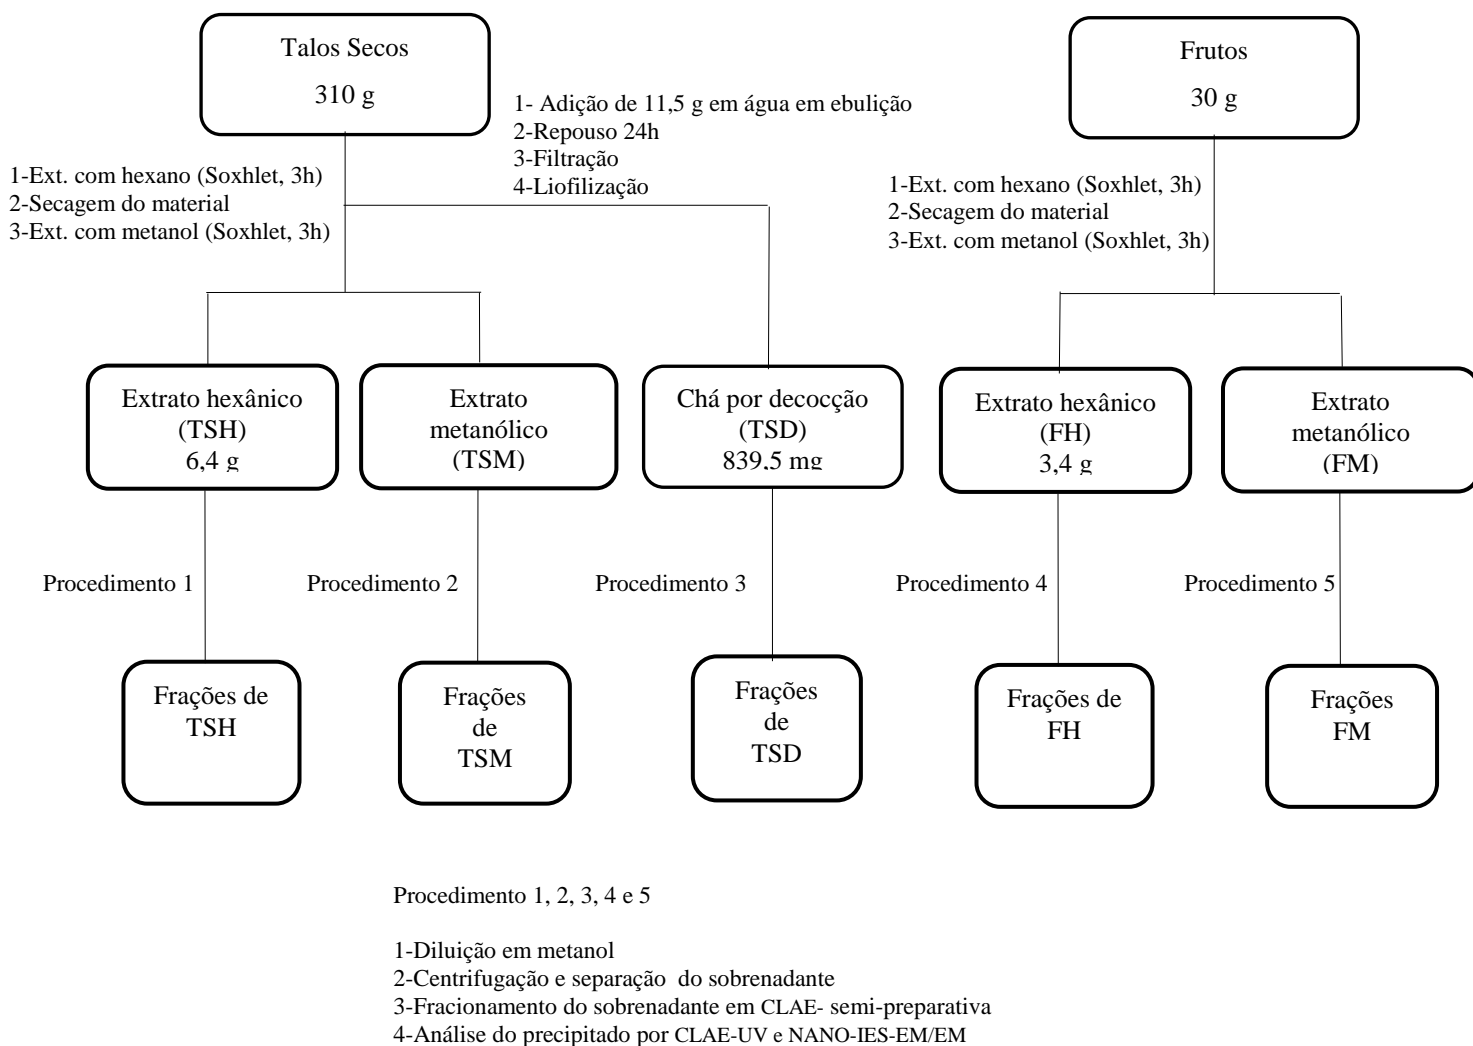 Talos Secos
310 g
Frutos
30 g
1- Adição de 11,5 g em água em ebulição
2-Repouso 24h
3-Filtração
4-Liofilização
1-Ext. com hexano (Soxhlet, 3h)
2-Secagem do material
3-Ext. com metanol (Soxhlet, 3h)
1-Ext. com hexano (Soxhlet, 3h)
2-Secagem do material
3-Ext. com metanol (Soxhlet, 3h)
Extrato hexânico
(TSH)
6,4 g
Extrato
metanólico
(TSM)
Chá por decocção
(TSD)
839,5 mg
Extrato hexânico
(FH)
3,4 g
Extrato
metanólico
(FM)
Procedimento 1
Procedimento 2
Procedimento 3
Procedimento 4
Procedimento 5
Frações de
TSH
Frações
de
TSM
Frações
de
TSD
Frações de
FH
Frações
FM
Procedimento 1, 2, 3, 4 e 5
1-Diluição em metanol
2-Centrifugação e separação do sobrenadante
3-Fracionamento do sobrenadante em CLAE- semi-preparativa
4-Análise do precipitado por CLAE-UV e NANO-IES-EM/EM